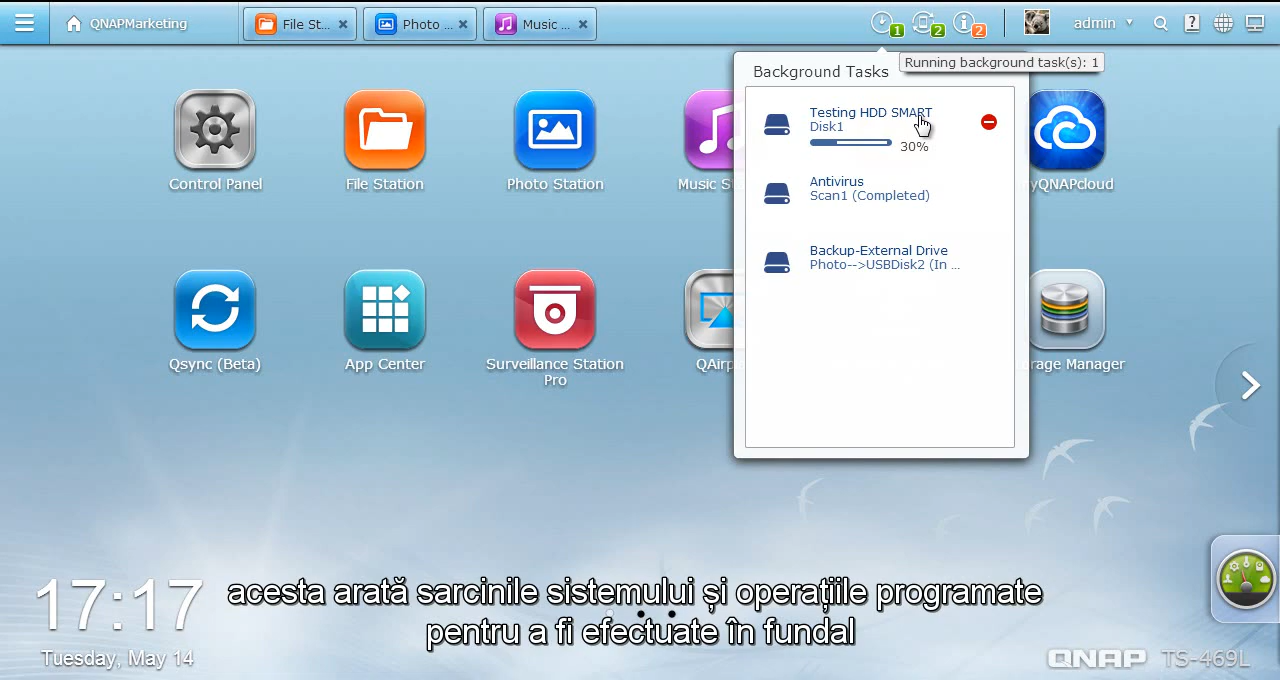 QNAPMarketing
File St...
Photo ...
Music ...
1
2
2
admin
Running background task(s): 1
Background Tasks
Testing HDD SMART
Disk1
30%
Antivirus
Scan1 (Completed)
Backup-External Drive
Photo-->USBDisk2 (In ...
Control Panel
File Station
Photo Station
Music St
yQNAPcloud
Qsync (Beta)
App Center
Surveillance Station
Pro
QAirpl
rage Manager
17:17
Tuesday, May 14
acesta arată sarcinile sistemului și operațiile programate
pentru a fi efectuate în fundal
QNAP TS-469L